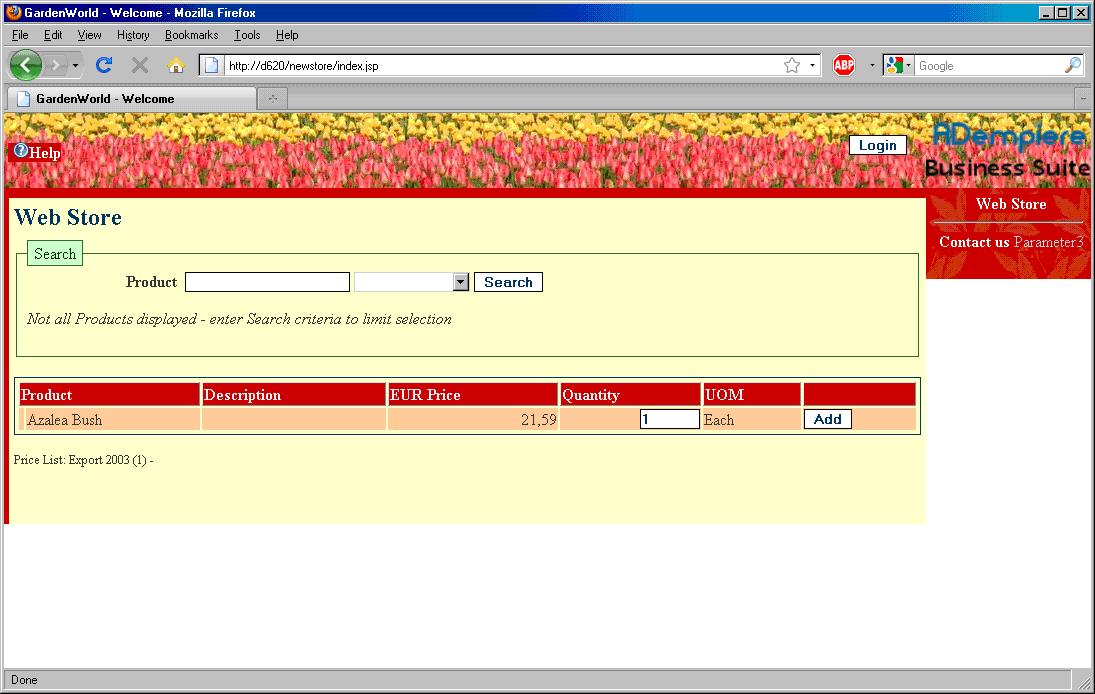 GardenWorld - Welcome - Mozilla Firefox
File Edit View History Bookmarks Tools Help
http://d620/newstore/index.jsp ABP Google
GardenWorld - Welcome
Help Login ADempiere
Business Suite
Web Store
Contact us Parameter3
Web Store
Search
Product Search
Not all Products displayed - enter Search criteria to limit selection
Product Description EUR Price Quantity UOM
Azalea Bush 21,59 1 Each Add
Price List: Export 2003 (1) -
Done